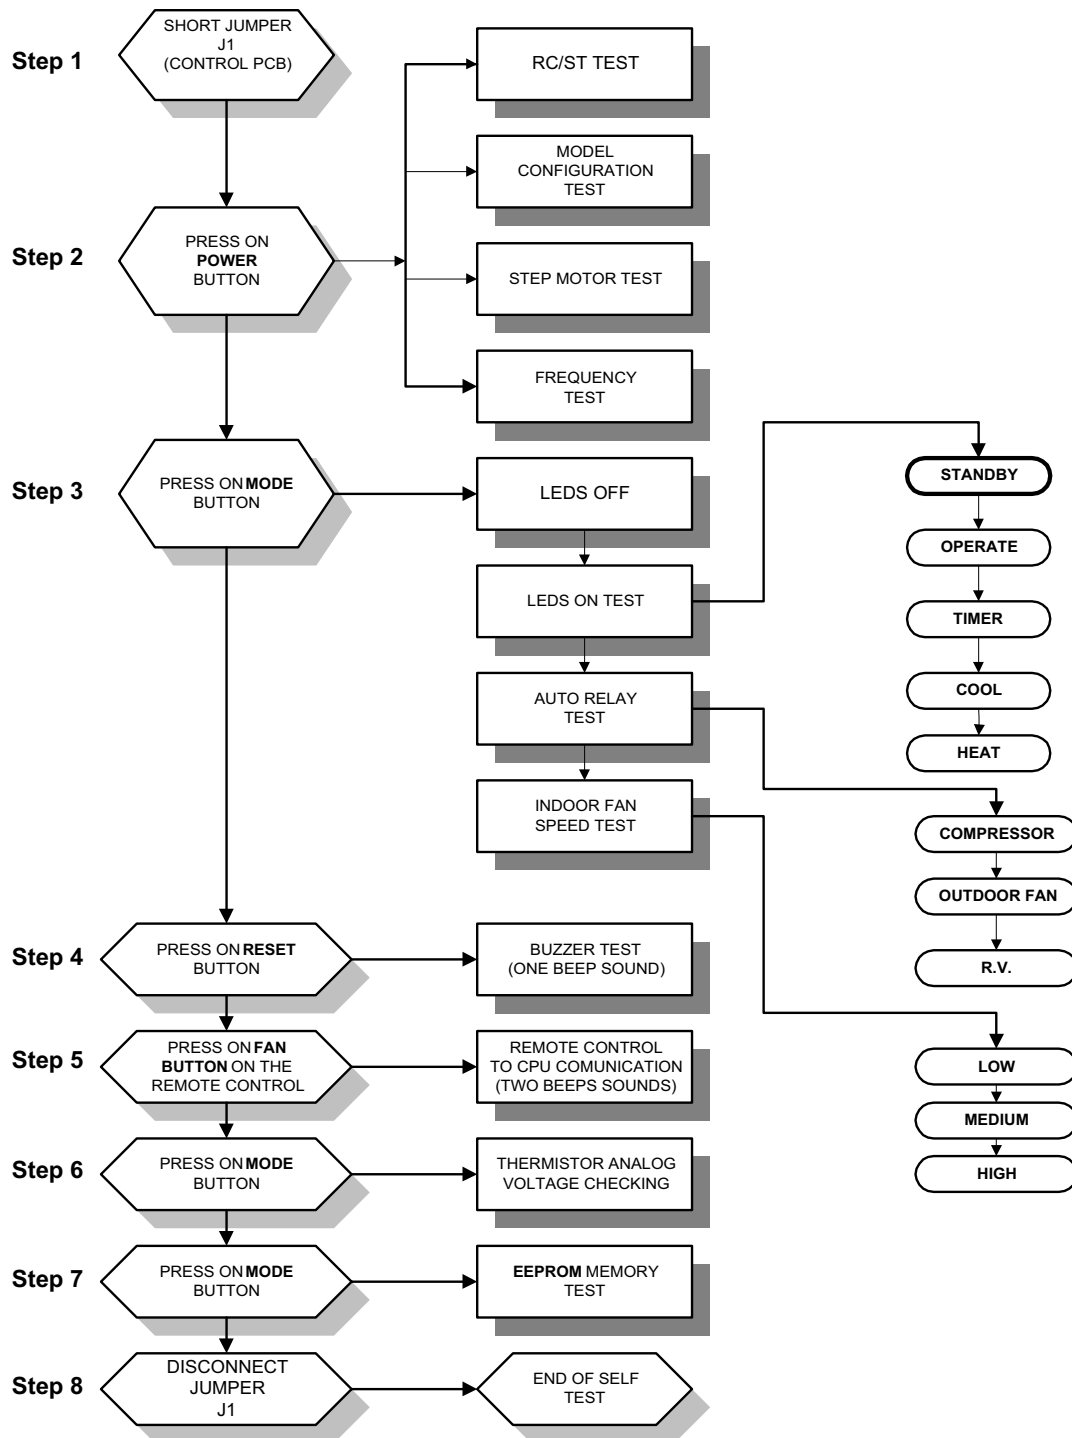 Step 1
SHORT JUMPER
J1
(CONTROL PCB)
RC/ST TEST
MODEL
CONFIGURATION
TEST
Step 2
PRESS ON
POWER
BUTTON
STEP MOTOR TEST
FREQUENCY
TEST
Step 3
PRESS ON MODE
BUTTON
LEDS OFF
LEDS ON TEST
AUTO RELAY
TEST
INDOOR FAN
SPEED TEST
STANDBY
OPERATE
TIMER
COOL
HEAT
COMPRESSOR
OUTDOOR FAN
R.V.
LOW
MEDIUM
HIGH
Step 4
PRESS ON RESET
BUTTON
BUZZER TEST
(ONE BEEP SOUND)
Step 5
PRESS ON FAN
BUTTON ON THE
REMOTE CONTROL
REMOTE CONTROL
TO CPU COMUNICATION
(TWO BEEPS SOUNDS)
Step 6
PRESS ON MODE
BUTTON
THERMISTOR ANALOG
VOLTAGE CHECKING
Step 7
PRESS ON MODE
BUTTON
EEPROM MEMORY
TEST
Step 8
DISCONNECT
JUMPER
J1
END OF SELF
TEST